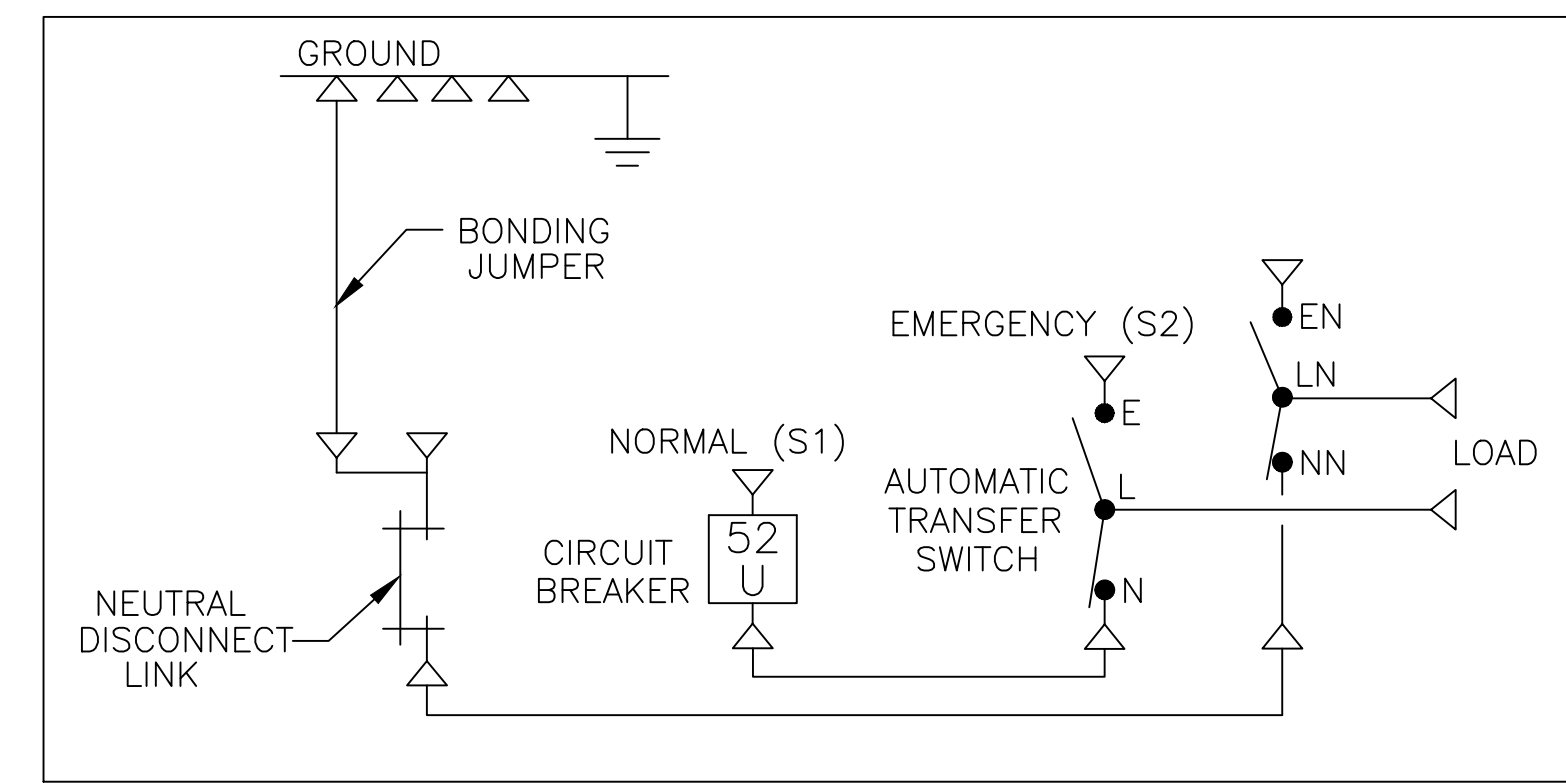 GROUND
BONDING
JUMPER
EMERGENCY (S2)
EN
LN
E
NORMAL (S1)
LOAD
NN
AUTOMATIC
TRANSFER
SWITCH
L
52
U
CIRCUIT
BREAKER
N
NEUTRAL
DISCONNECT
LINK